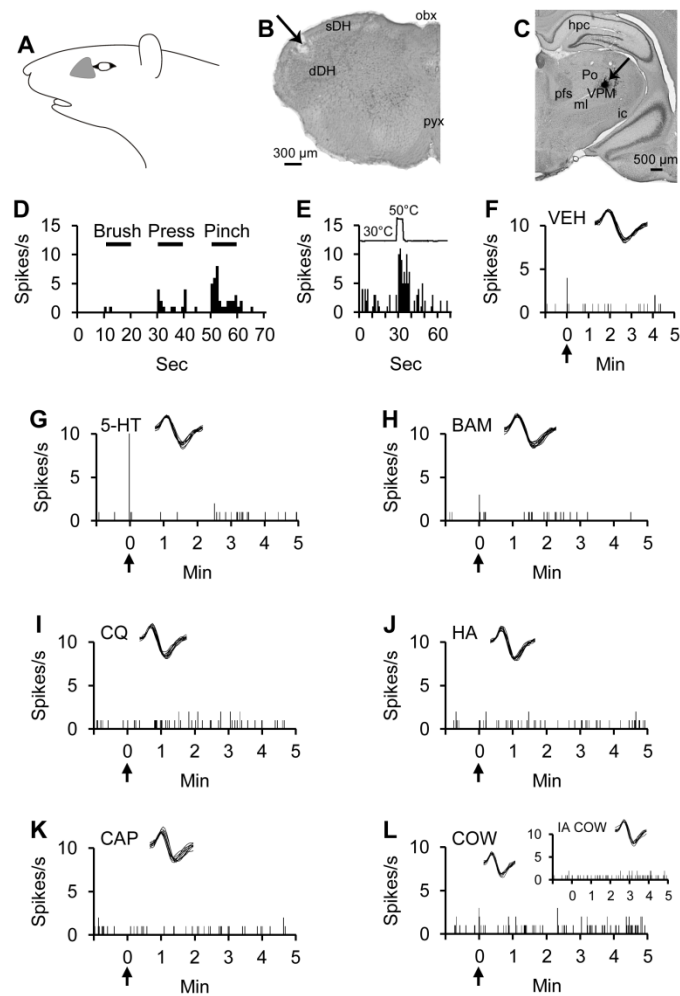 A
B
obx
sDH
dDH
pyx
300 µm
C
hpc
Po
VPM
pfs
ml
ic
500 µm
D
Brush Press Pinch
Spikes/s
15
10
5
0
0 10 20 30 40 50 60 70
Sec
E
50°C
30°C
Spikes/s
15
10
5
0
0 30 60
Sec
F
VEH
Spikes/s
10
5
0
0 1 2 3 4 5
Min
G
5-HT
Spikes/s
10
5
0
0 1 2 3 4 5
Min
H
BAM
Spikes/s
10
5
0
0 1 2 3 4 5
Min
I
CQ
Spikes/s
10
5
0
0 1 2 3 4 5
Min
J
HA
Spikes/s
10
5
0
0 1 2 3 4 5
Min
K
CAP
Spikes/s
10
5
0
0 1 2 3 4 5
Min
L
COW
Spikes/s
10
5
0
0 1 2 3 4 5
Min
IA COW
10
5
0
0 1 2 3 4 5